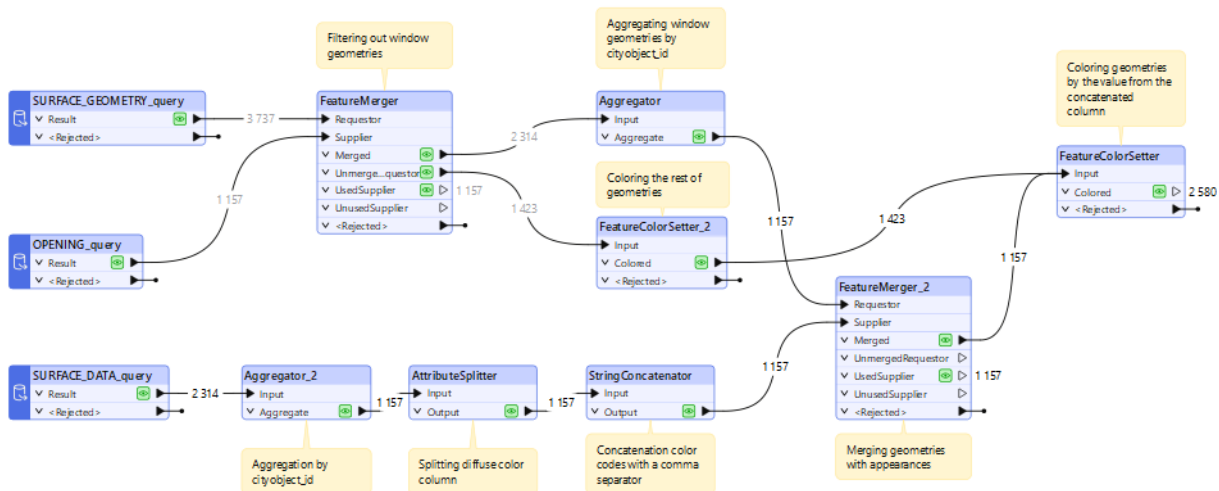 Filtering out window
geometries
Aggregating window
geometries by
cityobject_id
Coloring geometries
by the value from the
concatenated
column
SURFACE_GEOMETRY_query
Result
<Rejected>
3 737
FeatureMerger
Requestor
Supplier
Merged
Unmerge...questor
UsedSupplier
UnusedSupplier
<Rejected>
1 157
2 314
1 423
Aggregator
Input
Aggregate
FeatureColorSetter
Input
Colored
<Rejected>
2 580
1 157
OPENING_query
Result
<Rejected>
Coloring the rest of
geometries
FeatureColorSetter_2
Input
Colored
<Rejected>
1 157
1 423
1 157
FeatureMerger_2
Requestor
Supplier
Merged
UnmergedRequestor
UsedSupplier
UnusedSupplier
<Rejected>
1 157
SURFACE_DATA_query
Result
<Rejected>
2 314
Aggregator_2
Input
Aggregate
1 157
AttributeSplitter
Input
Output
1 157
StringConcatenator
Input
Output
1 157
Aggregation by
cityobject_id
Splitting diffuse color
column
Concatenation color
codes with a comma
separator
Merging geometries
with appearances